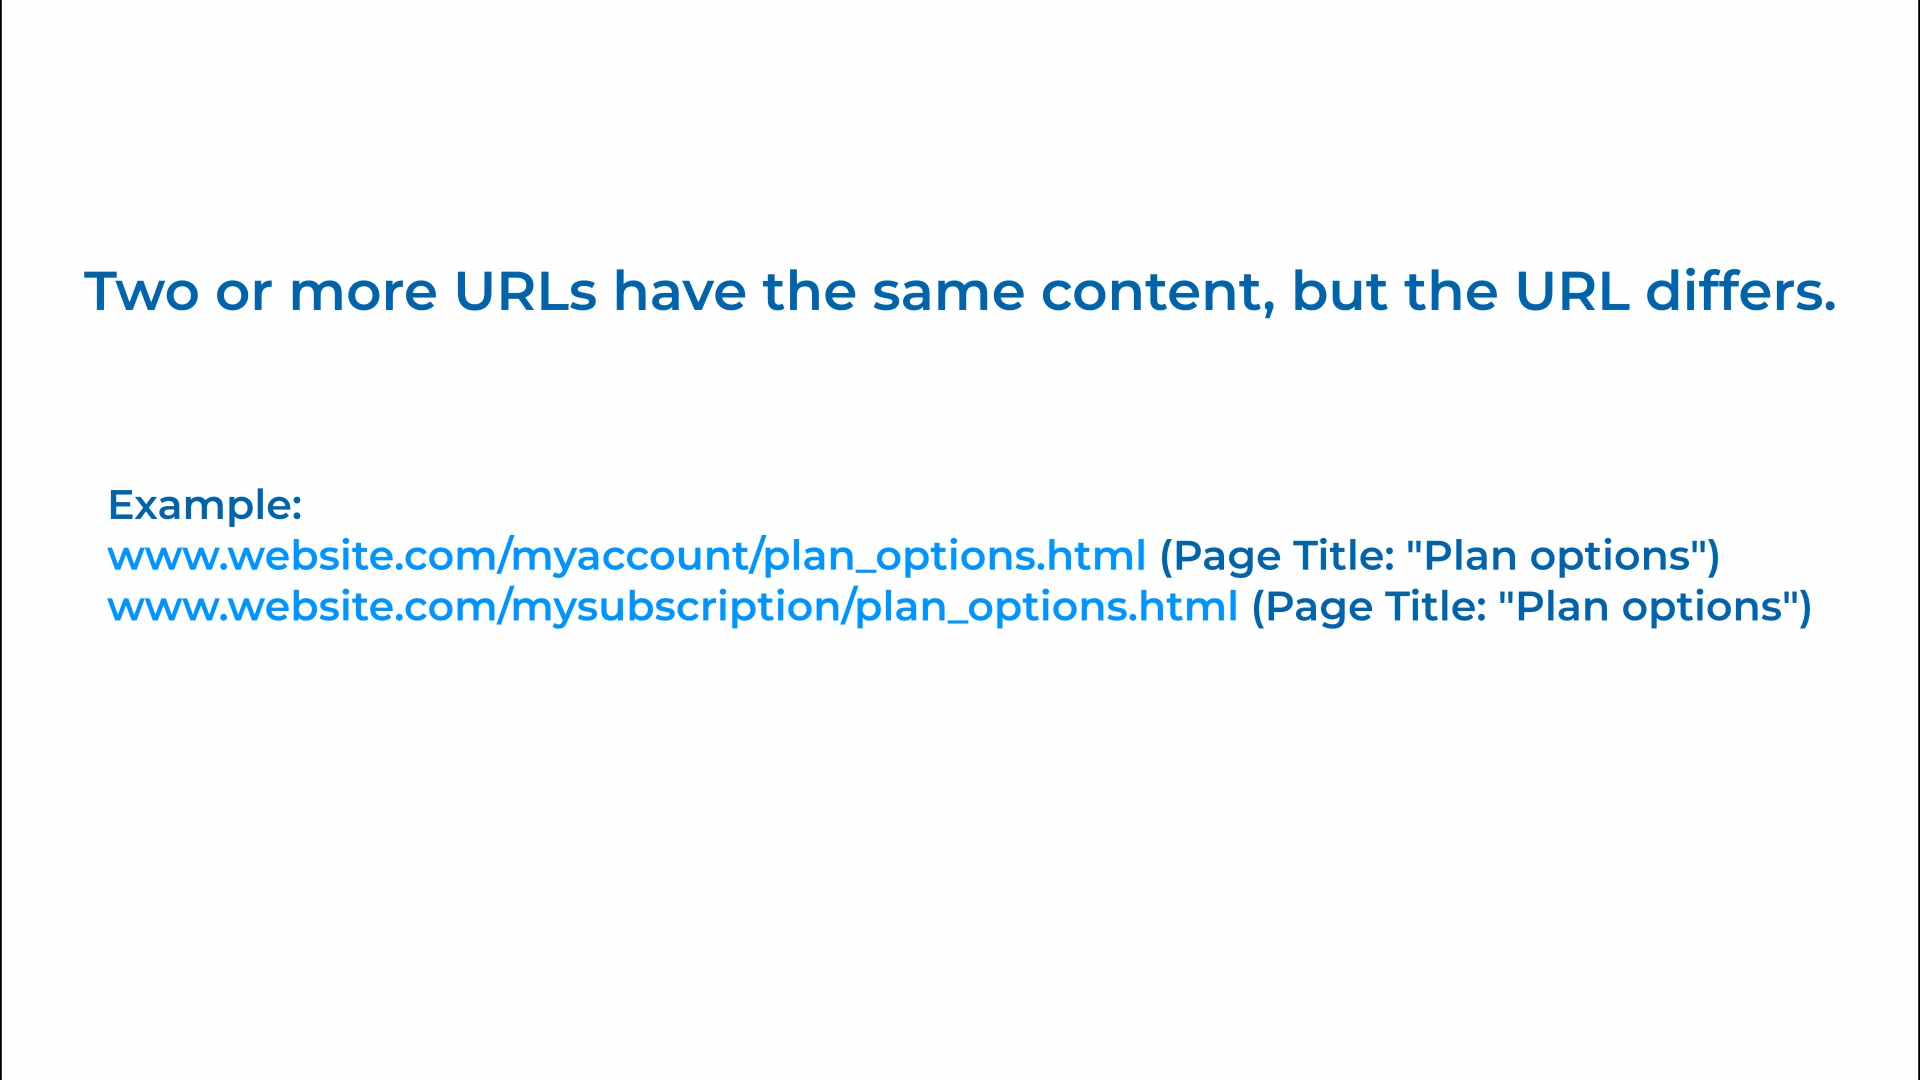 Two or more URLs have the same content, but the URL differs.
Example:
www.website.com/myaccount/plan_options.html (Page Title: "Plan options")
www.website.com/mysubscription/plan_options.html (Page Title: "Plan options")